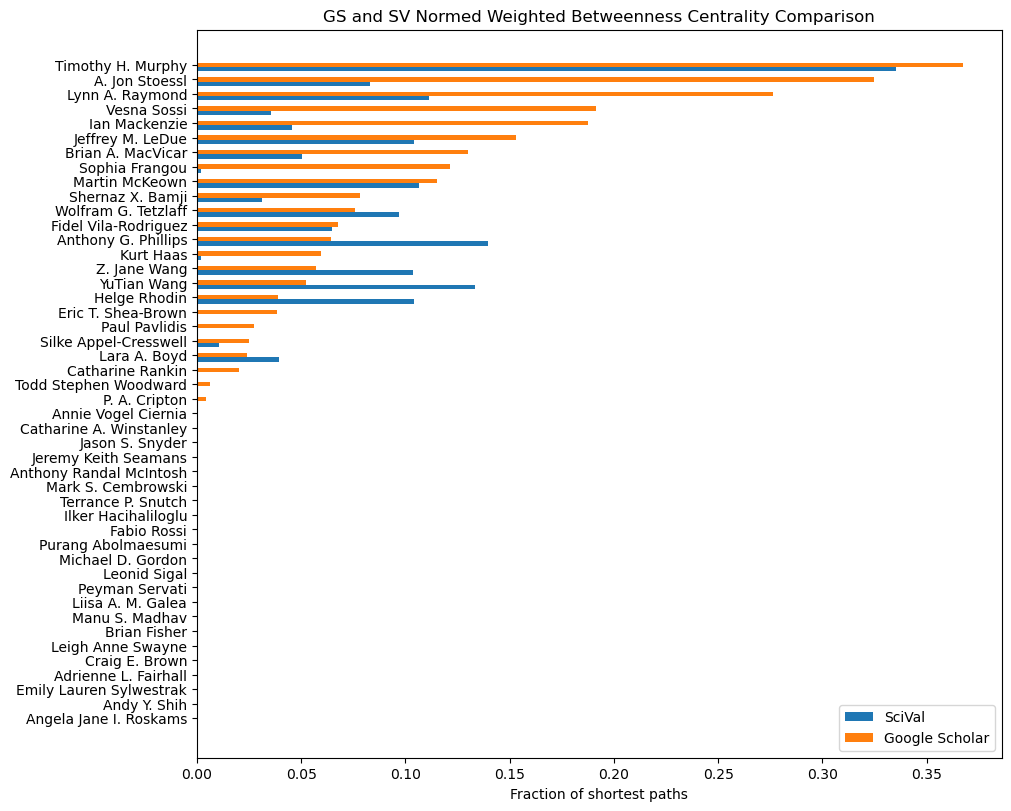 GS and SV Normed Weighted Betweenness Centrality Comparison
Timothy H. Murphy
A. Jon Stoessl
Lynn A. Raymond
Vesna Sossi
Ian Mackenzie
Jeffrey M. LeDue
Brian A. MacVicar
Sophia Frangou
Martin McKeown
Shernaz X. Bamji
Wolfram G. Tetzlaff
Fidel Vila-Rodriguez
Anthony G. Phillips
Kurt Haas
Z. Jane Wang
YuTian Wang
Helge Rhodin
Eric T. Shea-Brown
Paul Pavlidis
Silke Appel-Cresswell
Lara A. Boyd
Catharine Rankin
Todd Stephen Woodward
P. A. Cripton
Annie Vogel Ciernia
Catharine A. Winstanley
Jason S. Snyder
Jeremy Keith Seamans
Anthony Randal McIntosh
Mark S. Cembrowski
Terrance P. Snutch
Ilker Hacihaliloglu
Fabio Rossi
Purang Abolmaesumi
Michael D. Gordon
Leonid Sigal
Peyman Servati
Liisa A. M. Galea
Manu S. Madhav
Brian Fisher
Leigh Anne Swayne
Craig E. Brown
Adrienne L. Fairhall
Emily Lauren Sylwestrak
Andy Y. Shih
Angela Jane I. Roskams
SciVal
Google Scholar
0.00 0.05 0.10 0.15 0.20 0.25 0.30 0.35
Fraction of shortest paths